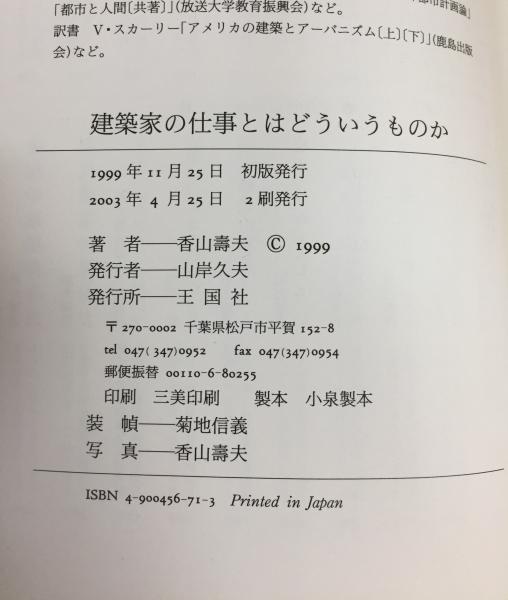 都市計画論」
「都市と人間〔共著〕」(放送大学教育振興会)など。
訳書 V・スカーリー「アメリカの建築とアーバニズム〔上〕〔下〕」(鹿島出版
会)など。
建築家の仕事とはどういうものか
1999年11月25日 初版発行
2003年 4月25日 2刷発行
著 者──香山壽夫 © 1999
発行者──山岸久夫
発行所──王国社
〒270-0002 千葉県松戸市平賀152-8
tel 047(347)0952 fax 047(347)0954
郵便振替 00110-6-80255
印刷 三美印刷 製本 小泉製本
装 幀──菊地信義
写 真──香山壽夫
ISBN 4-900456-71-3 Printed in Japan